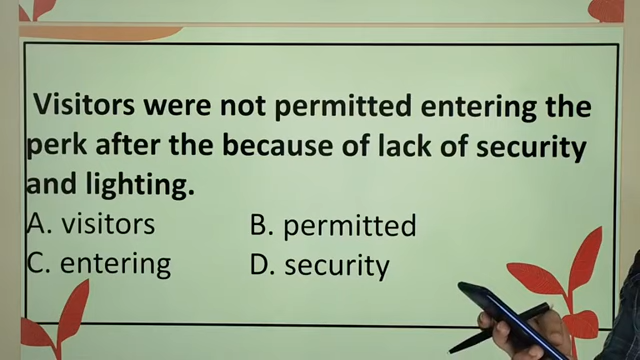 Visitors were not permitted entering the
perk after the because of lack of security
and lighting.
A. visitors B. permitted
C. entering D. security